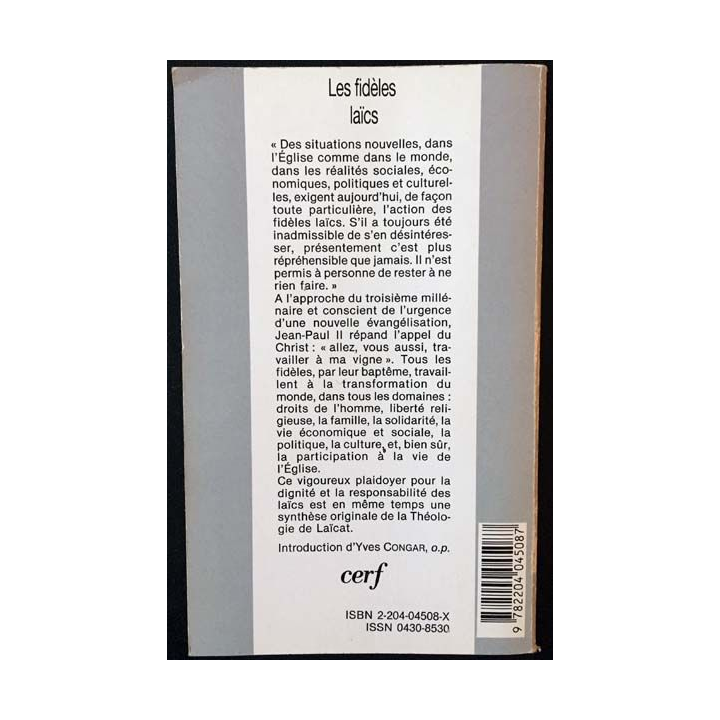 Les fidèles
laïcs
« Des situations nouvelles, dans
l'Église comme dans le monde,
dans les réalités sociales, éco-
nomiques, politiques et culturel-
les, exigent aujourd'hui, de façon
toute particulière, l'action des
fidèles laïcs. S'il a toujours été
inadmissible de s'en désintéres-
ser, présentement c'est plus
répréhensible que jamais. Il n'est
permis à personne de rester à ne
rien faire. »
A l'approche du troisième millé-
naire et conscient de l'urgence
d'une nouvelle évangélisation,
Jean-Paul II répand l'appel du
Christ : « allez, vous aussi, tra-
vailler à ma vigne ». Tous les
fidèles, par leur baptême, travail-
lent à la transformation du
monde, dans tous les domaines :
droits de l'homme, liberté reli-
gieuse, la famille, la solidarité, la
vie économique et sociale, la
politique, la culture, et, bien sûr,
la participation à la vie de
l'Église.
Ce vigoureux plaidoyer pour la
dignité et la responsabilité des
laïcs est en même temps une
synthèse originale de la Théolo-
gie de Laïcat.
Introduction d'Yves CONGAR, o.p.
cerf
ISBN 2-204-04508-X
ISSN 0430-8530
9 782204 045087